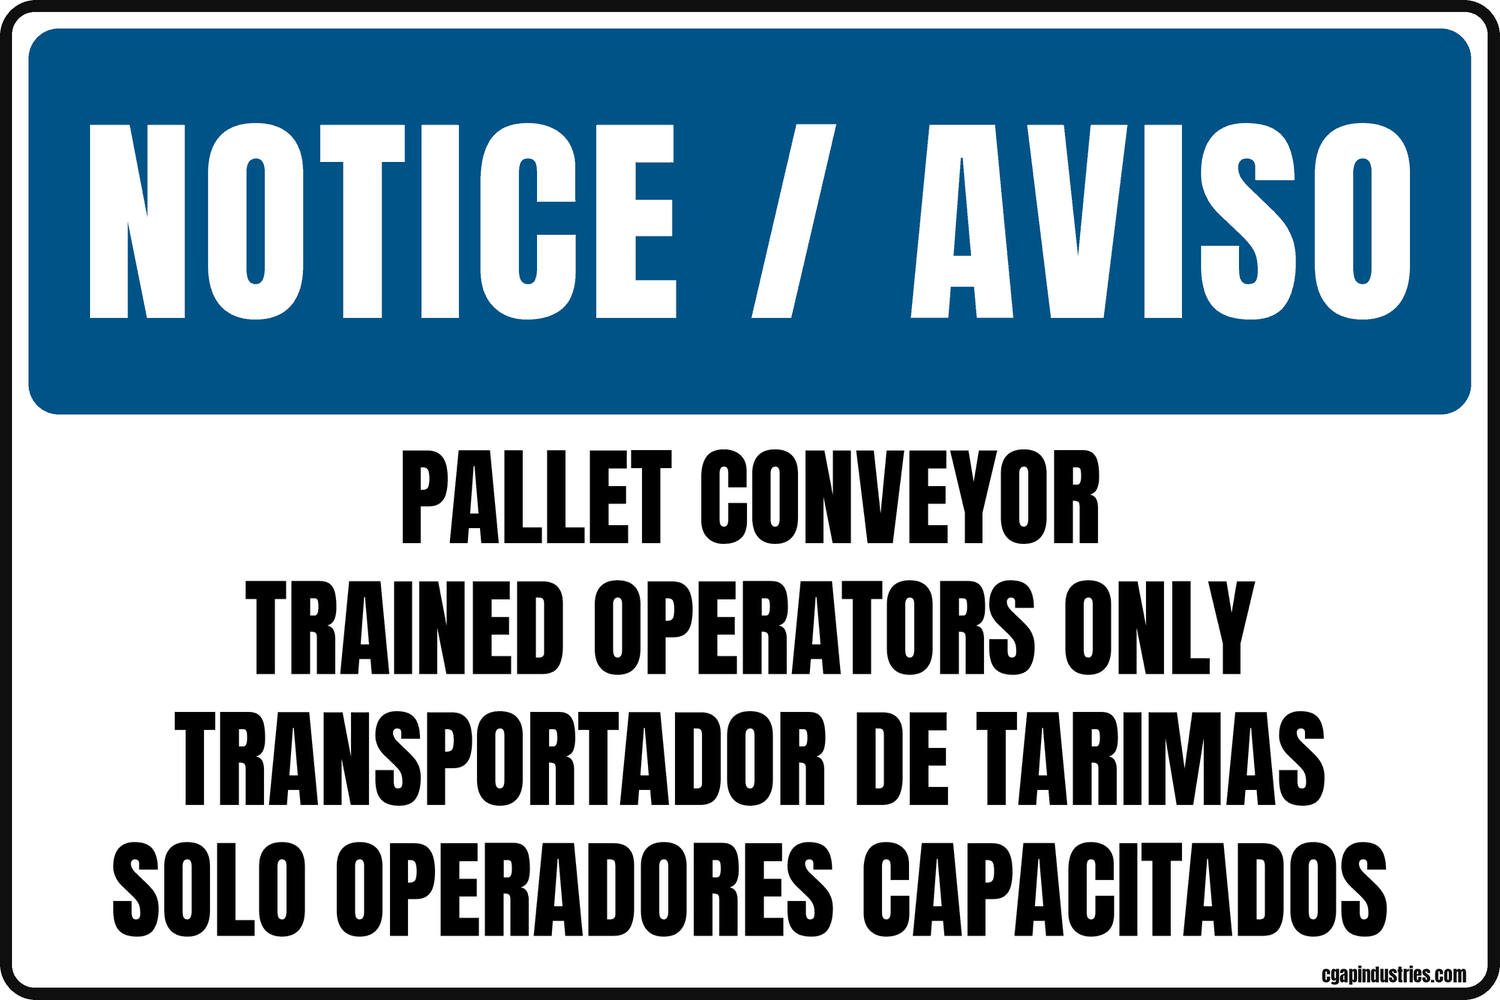 NOTICE / AVISO
PALLET CONVEYOR
TRAINED OPERATORS ONLY
TRANSPORTADOR DE TARIMAS
SOLO OPERADORES CAPACITADOS
cgapindustries.com